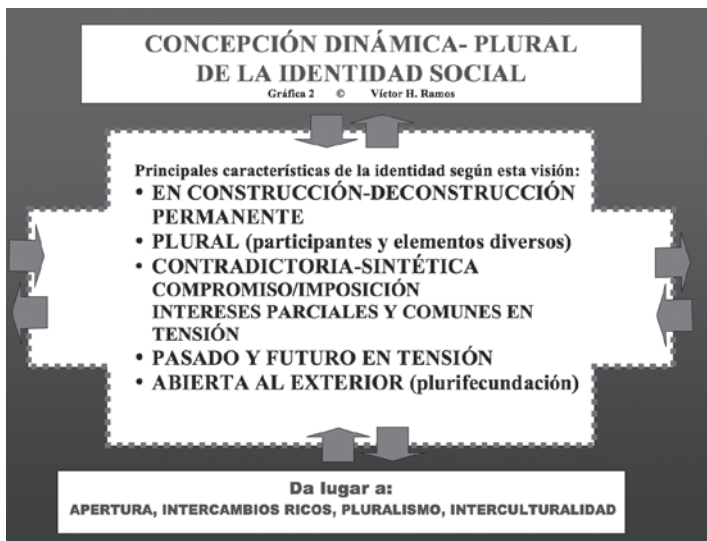 CONCEPCIÓN DINÁMICA- PLURAL
DE LA IDENTIDAD SOCIAL
Gráfica 2 © Víctor H. Ramos
Principales características de la identidad según esta visión:
• EN CONSTRUCCIÓN-DECONSTRUCCIÓN
PERMANENTE
• PLURAL (participantes y elementos diversos)
• CONTRADICTORIA-SINTÉTICA
COMPROMISO/IMPOSICIÓN
INTERESES PARCIALES Y COMUNES EN
TENSIÓN
• PASADO Y FUTURO EN TENSIÓN
• ABIERTA AL EXTERIOR (plurifecundación)
Da lugar a:
APERTURA, INTERCAMBIOS RICOS, PLURALISMO, INTERCULTURALIDAD